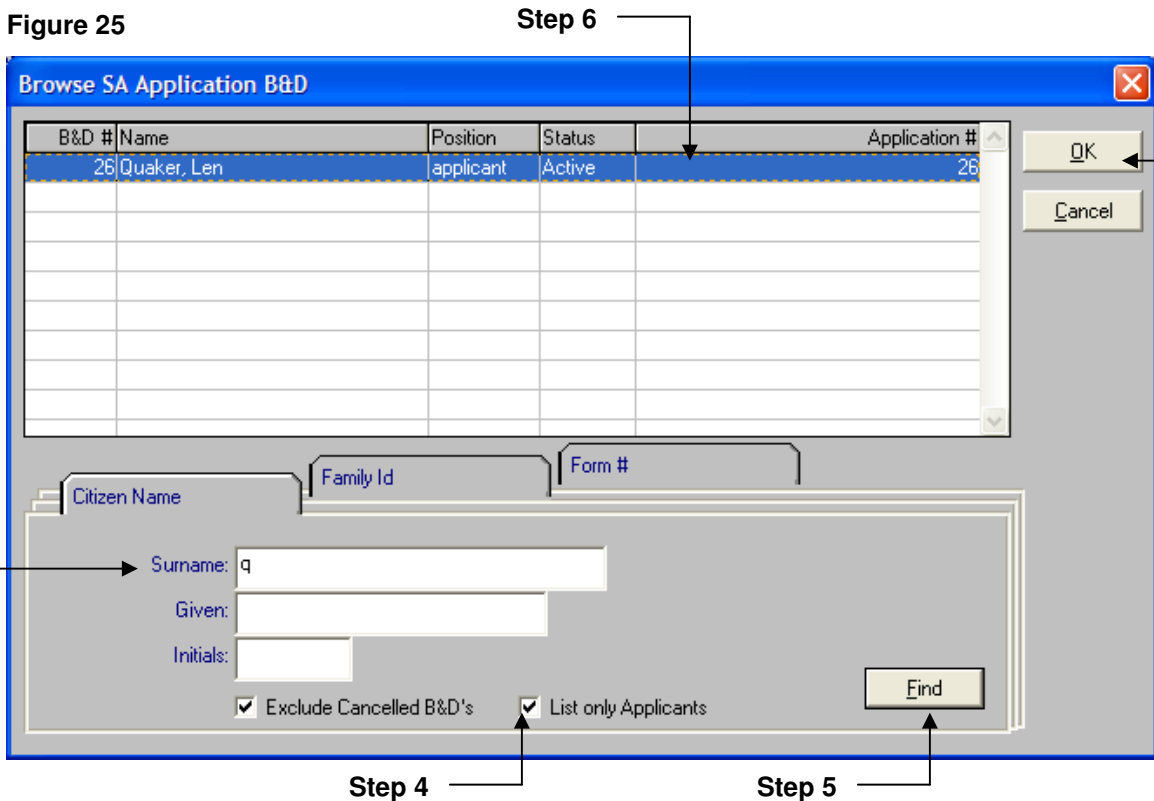 Figure 25
Step 6
Browse SA Application B&D
B&D # Name Position Status Application #
26 Quaker, Len applicant Active 26
OK
Cancel
Citizen Name Family Id Form #
Surname: q
Given:
Initials:
Exclude Cancelled B&D's List only Applicants
Find
Step 4 Step 5